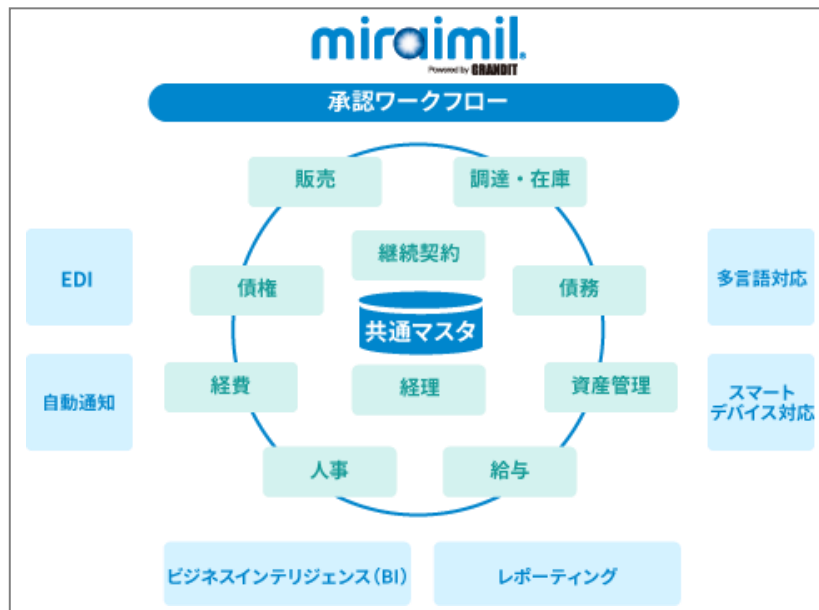 miraimil®
Powered by GRANDIT
承認ワークフロー
販売
調達・在庫
継続契約
EDI
債権
債務
多言語対応
共通マスタ
自動通知
経費
経理
資産管理
スマート
デバイス対応
人事
給与
ビジネスインテリジェンス(BI)
レポーティング